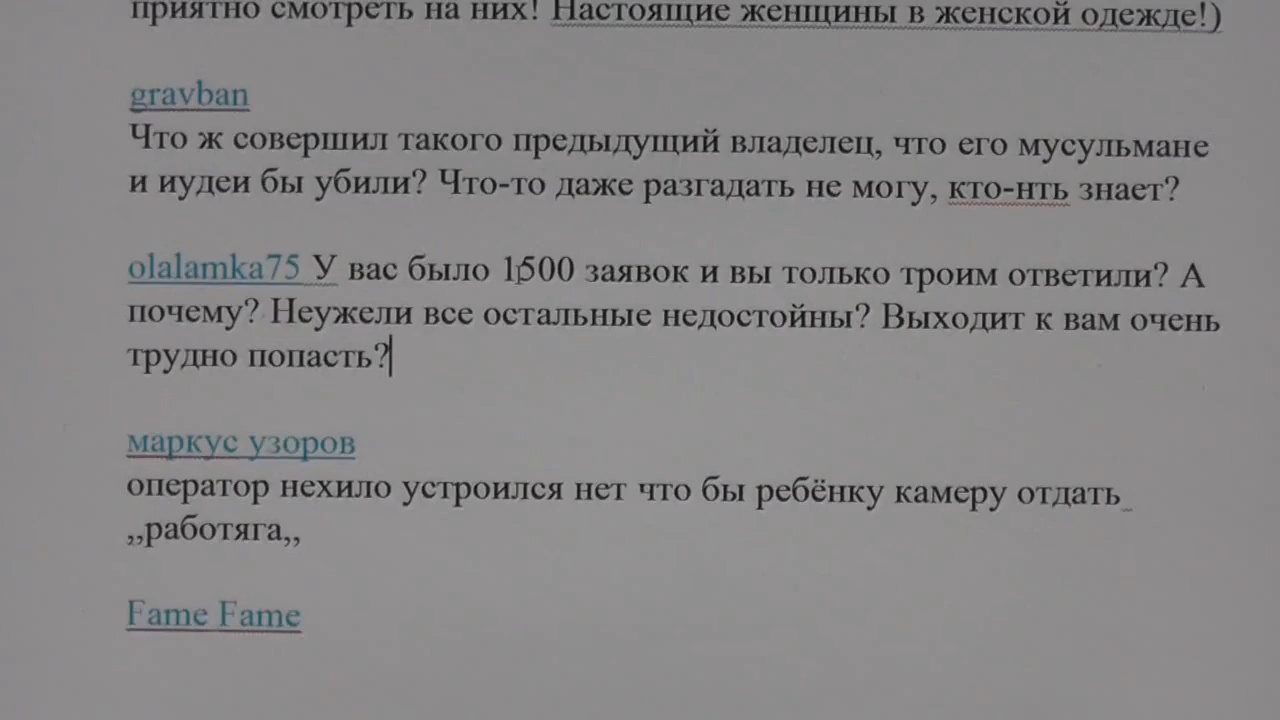 приятно смотреть на них! Настоящие женщины в женской одежде!)
gravban
Что ж совершил такого предыдущий владелец, что его мусульмане
и иудеи бы убили? Что-то даже разгадать не могу, кто-нть знает?
olalamka75 У вас было 1500 заявок и вы только троим ответили? А
почему? Неужели все остальные недостойны? Выходит к вам очень
трудно попасть?
маркус узоров
оператор нехило устроился нет что бы ребёнку камеру отдать
,,работяга,,
Fame Fame